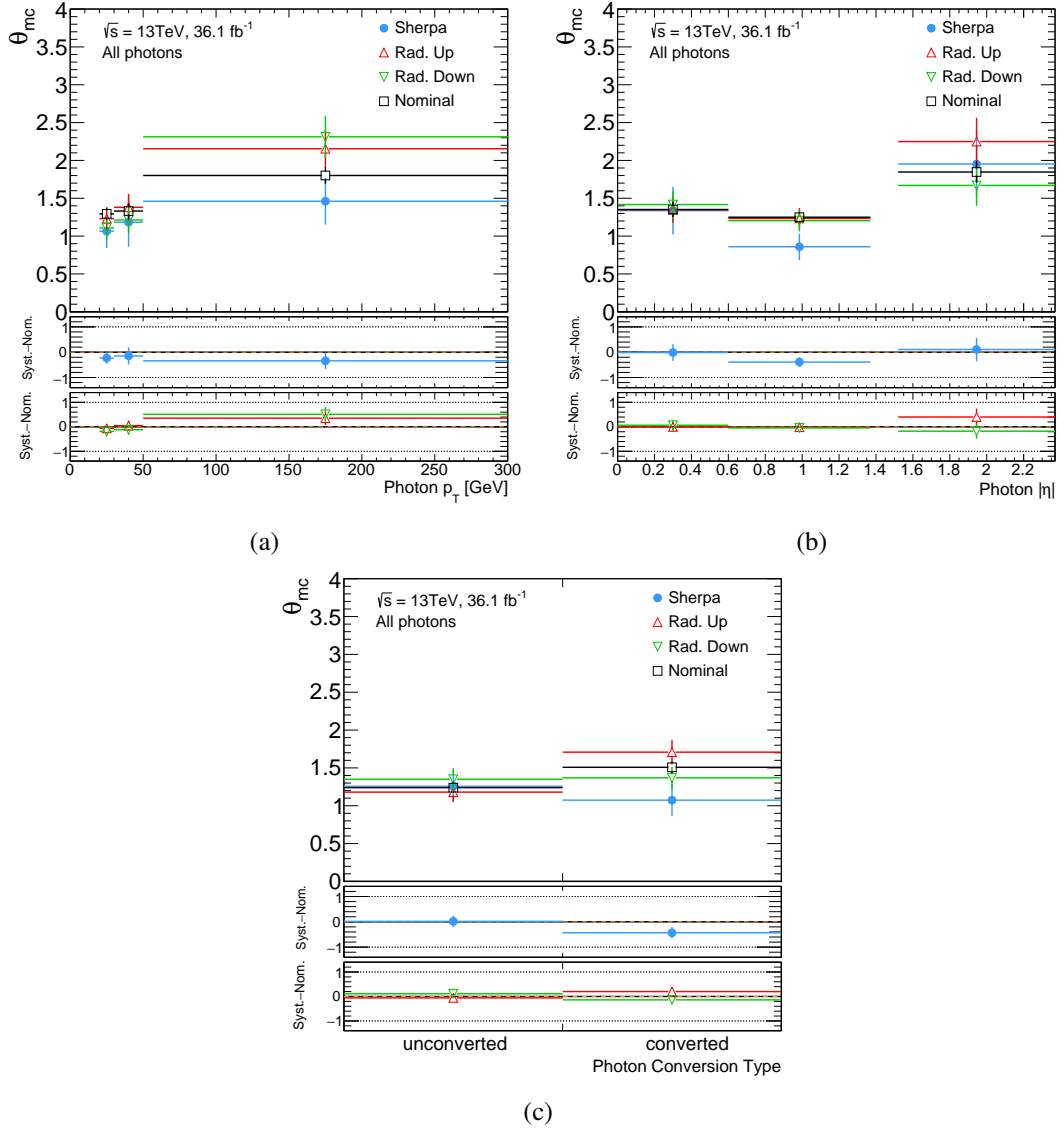 θmc
4
3.5
3
2.5
2
1.5
1
0.5
0
√s = 13TeV, 36.1 fb-1
All photons
Sherpa
Rad. Up
Rad. Down
Nominal
Syst.–Nom.
1
0
−1
Syst.–Nom.
1
0
−1
0 50 100 150 200 250 300
Photon pT [GeV]
(a)
θmc
4
3.5
3
2.5
2
1.5
1
0.5
0
√s = 13TeV, 36.1 fb-1
All photons
Sherpa
Rad. Up
Rad. Down
Nominal
Syst.–Nom.
1
0
−1
Syst.–Nom.
1
0
−1
0 0.2 0.4 0.6 0.8 1 1.2 1.4 1.6 1.8 2 2.2
Photon |η|
(b)
θmc
4
3.5
3
2.5
2
1.5
1
0.5
0
√s = 13TeV, 36.1 fb-1
All photons
Sherpa
Rad. Up
Rad. Down
Nominal
Syst.–Nom.
1
0
−1
Syst.–Nom.
1
0
−1
unconverted converted
Photon Conversion Type
(c)